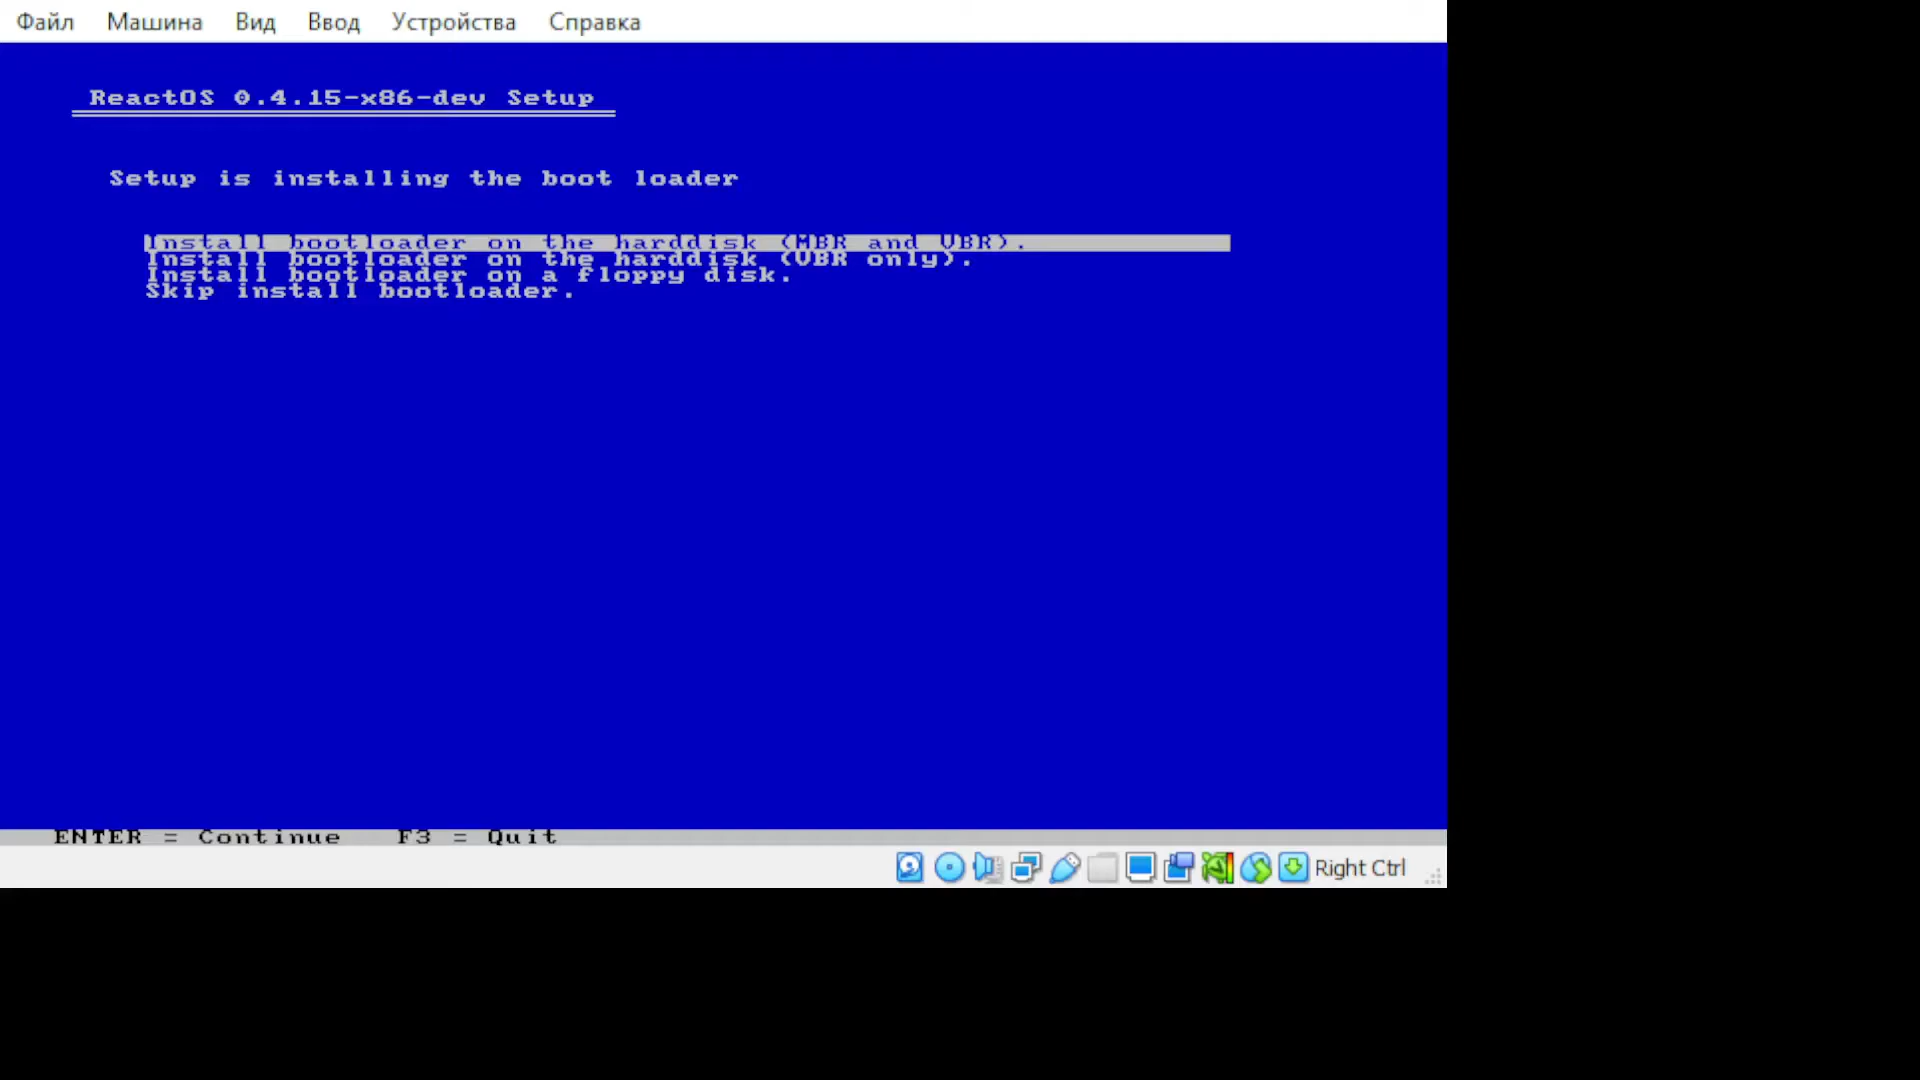 Файл Машина Вид Ввод Устройства Справка
ReactOS 0.4.15-x86-dev Setup
Setup is installing the boot loader
Install bootloader on the harddisk (MBR and VBR).
Install bootloader on the harddisk (VBR only).
Install bootloader on a floppy disk.
Skip install bootloader.
ENTER = Continue F3 = Quit
Right Ctrl